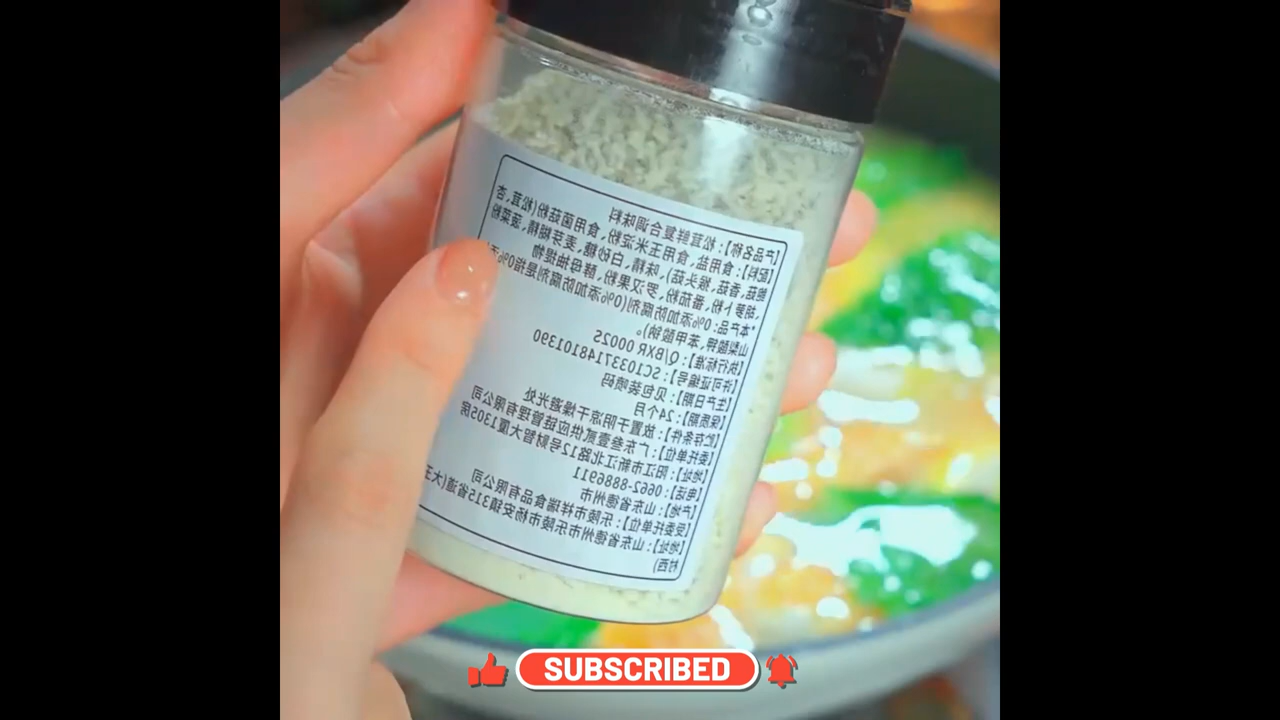 【产品名称】：松茸鲜复合调味料
【配料】：食用盐、食用玉米淀粉、食用菌菇粉(松茸、杏
鲍菇、香菇、猴头菇)、味精、白砂糖、麦芽糊精、菠菜粉
、胡萝卜粉、番茄粉、罗汉果粉、酵母抽提物
*本产品：0%添加防腐剂(0%添加防腐剂是指0%添
山梨酸钾、苯甲酸钠)。
【执行标准】：Q/BXR 0002S
【许可证编号】：SC10337148101390
【生产日期】：见包装喷码
【保质期】：24个月
【贮存条件】：放置于阴凉干燥避光处
【委托单位】：广东叁壹贰供应链管理有限公司
【地址】：阳江市新江北路12号财智大厦1305房
【电话】：0662-8886911
【产地】：山东省德州市
【受委托单位】：乐陵市祥瑞食品有限公司
【地址】：山东省德州市乐陵市杨安镇315省道(大王
村西)
SUBSCRIBED